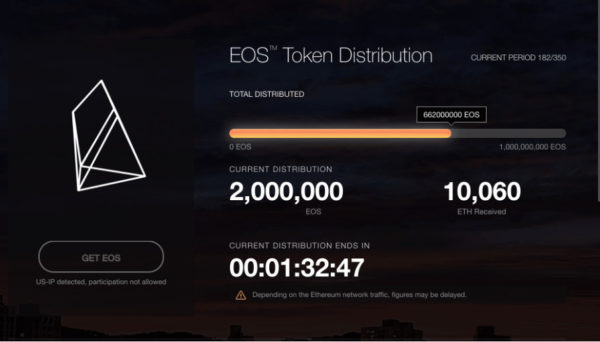 EOS™ Token Distribution
CURRENT PERIOD 182/350
TOTAL DISTRIBUTED
662000000 EOS
0 EOS
1,000,000,000 EOS
CURRENT DISTRIBUTION
2,000,000
EOS
10,060
ETH Received
GET EOS
US-IP detected, participation not allowed
CURRENT DISTRIBUTION ENDS IN
00:01:32:47
Depending on the Ethereum network traffic, figures may be delayed.